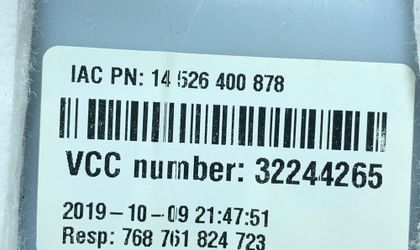 IAC PN: 14 526 400 878
VCC number: 32244265
2019-10-09 21:47:51
Resp: 768 761 824 723